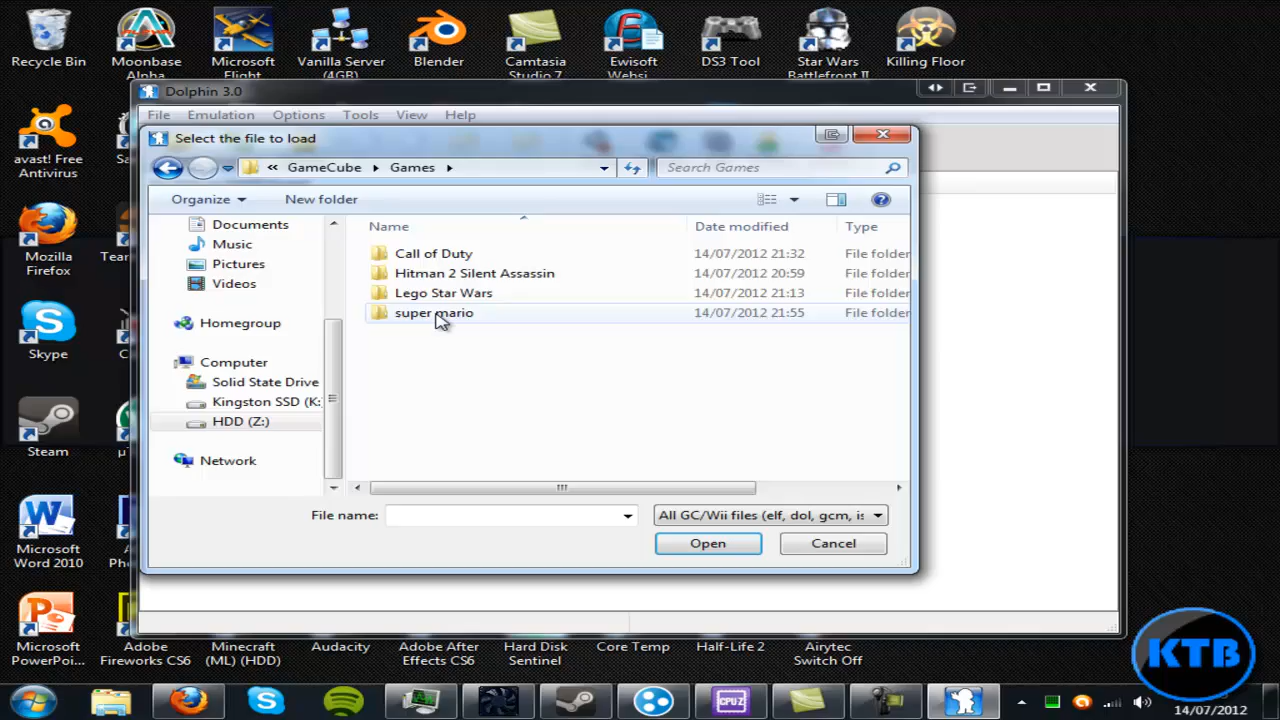 Recycle Bin
Moonbase Alpha
Microsoft Flight
Vanilla Server (4GB)
Blender
Camtasia Studio 7
Ewisoft Websi...
DS3 Tool
Star Wars Battlefront II
Killing Floor
avast! Free Antivirus
Mozilla Firefox
Skype
Steam
Microsoft Word 2010
Microsoft PowerPoi...
Dolphin 3.0
File Emulation Options Tools View Help
Select the file to load
« GameCube Games
Search Games
Organize New folder
Documents
Music
Pictures
Videos
Homegroup
Computer
Solid State Drive
Kingston SSD (K:
HDD (Z:)
Network
Name Date modified Type
Call of Duty 14/07/2012 21:32 File folder
Hitman 2 Silent Assassin 14/07/2012 20:59 File folder
Lego Star Wars 14/07/2012 21:13 File folder
super mario 14/07/2012 21:55 File folder
File name:
All GC/Wii files (elf, dol, gcm, is
Open Cancel
Adobe Fireworks CS6
Minecraft (ML) (HDD)
Audacity
Adobe After Effects CS6
Hard Disk Sentinel
Core Temp
Half-Life 2
Airytec Switch Off
KTB
CPUZ
14/07/2012